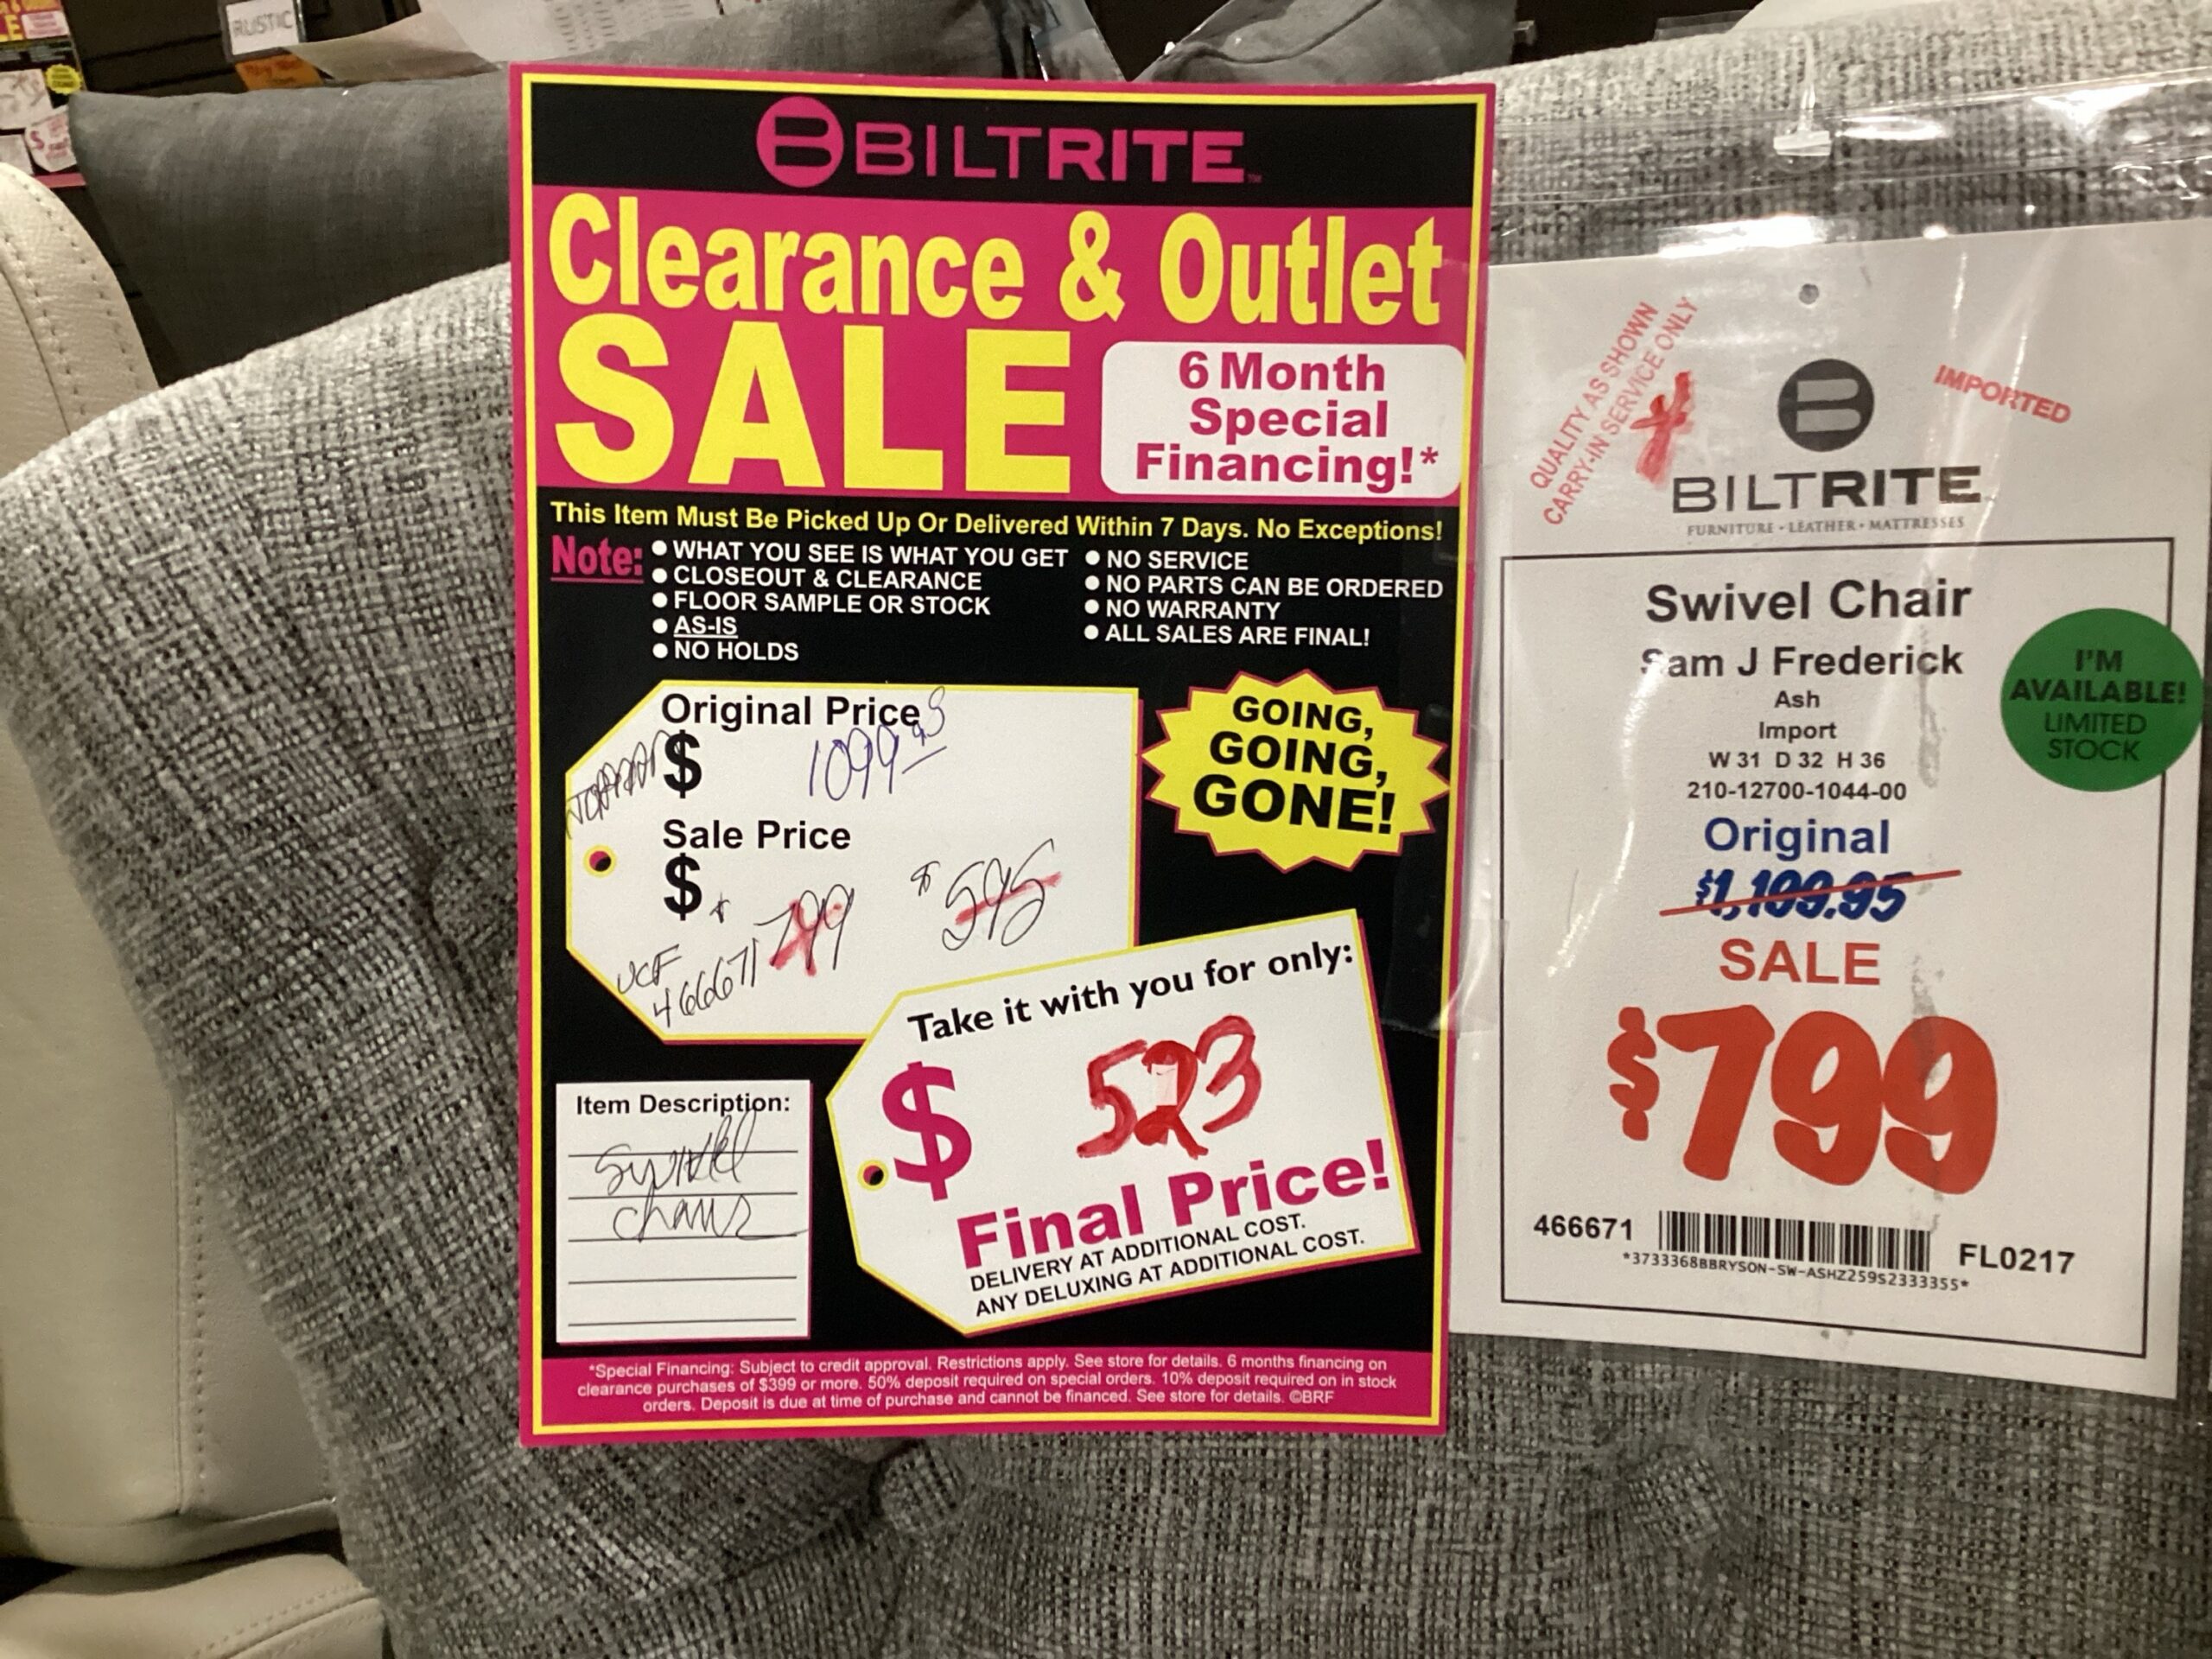 RUSTIC
BILTRITE™
Clearance & Outlet
SALE
6 Month
Special
Financing!*
This Item Must Be Picked Up Or Delivered Within 7 Days. No Exceptions!
Note:
● WHAT YOU SEE IS WHAT YOU GET
● CLOSEOUT & CLEARANCE
● FLOOR SAMPLE OR STOCK
● AS-IS
● NO HOLDS
● NO SERVICE
● NO PARTS CAN BE ORDERED
● NO WARRANTY
● ALL SALES ARE FINAL!
Original Price
$ 1099.95
Sale Price
$ $799 $595
UCF
466671
GOING,
GOING,
GONE!
Take it with you for only:
$ 523
Final Price!
DELIVERY AT ADDITIONAL COST.
ANY DELUXING AT ADDITIONAL COST.
Item Description:
Swivel
*Special Financing: Subject to credit approval. Restrictions apply. See store for details. 6 months financing on
clearance purchases of $399 or more. 50% deposit required on special orders. 10% deposit required on in stock
orders. Deposit is due at time of purchase and cannot be financed. See store for details. ©BRF
QUALITY AS SHOWN
CARRY-IN SERVICE ONLY
IMPORTED
BILTRITE
FURNITURE • LEATHER • MATTRESSES
Swivel Chair
Sam J Frederick
Ash
Import
W 31 D 32 H 36
210-12700-1044-00
I'M
AVAILABLE!
LIMITED
STOCK
Original
$1,199.95
SALE
$799
466671
FL0217
*3733368BBRYSON-SW-ASHZ259S2333355*